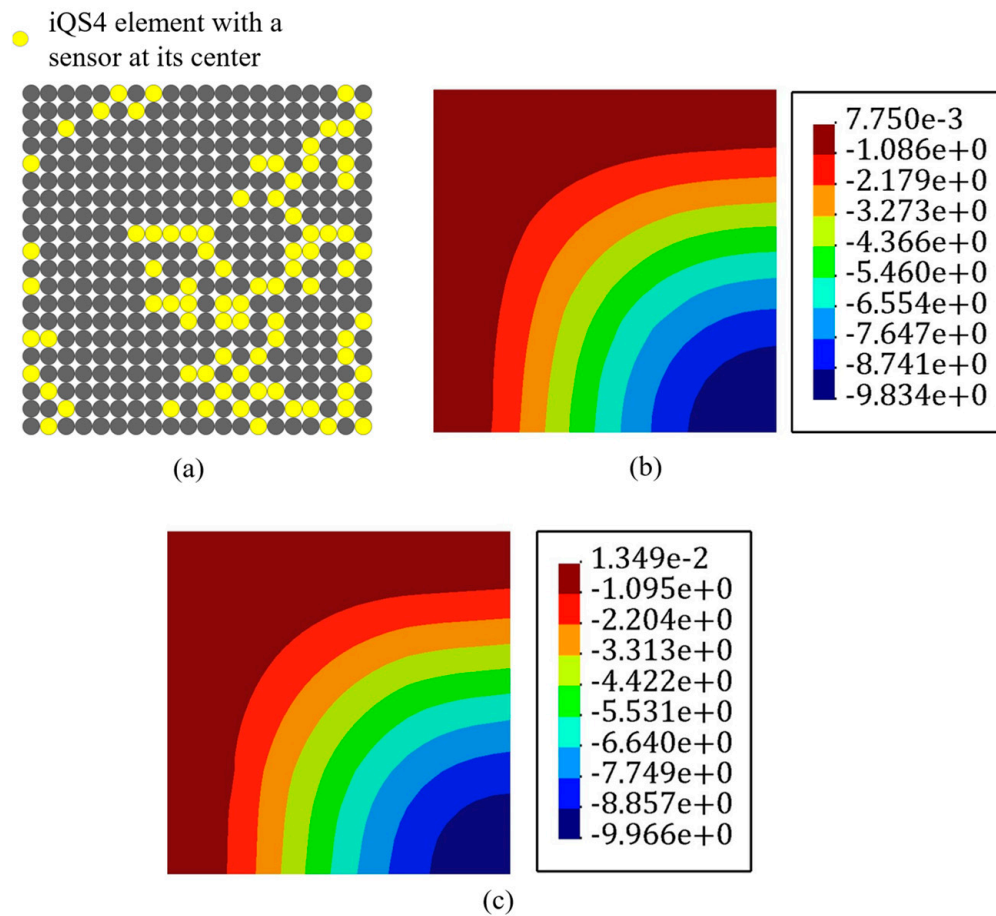 iQS4 element with a
sensor at its center
(a)
7.750e-3
-1.086e+0
-2.179e+0
-3.273e+0
-4.366e+0
-5.460e+0
-6.554e+0
-7.647e+0
-8.741e+0
-9.834e+0
(b)
1.349e-2
-1.095e+0
-2.204e+0
-3.313e+0
-4.422e+0
-5.531e+0
-6.640e+0
-7.749e+0
-8.857e+0
-9.966e+0
(c)